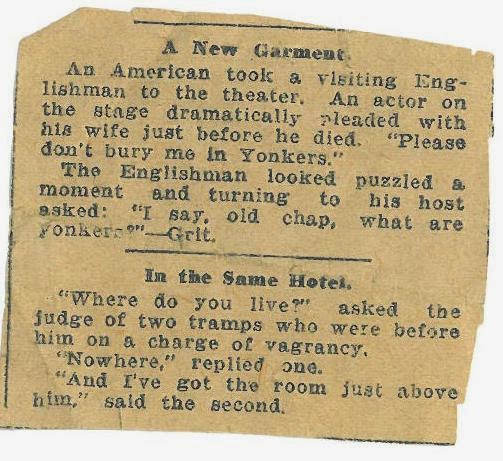 A New Garment.
An American took a visiting Eng-
lishman to the theater. An actor on
the stage dramatically pleaded with
his wife just before he died. "Please
don't bury me in Yonkers."
The Englishman looked puzzled a
moment and turning to his host
asked: "I say, old chap, what are
yonkers?"—Grit.
In the Same Hotel.
"Where do you live?" asked the
judge of two tramps who were before
him on a charge of vagrancy.
"Nowhere," replied one.
"And I've got the room just above
him," said the second.